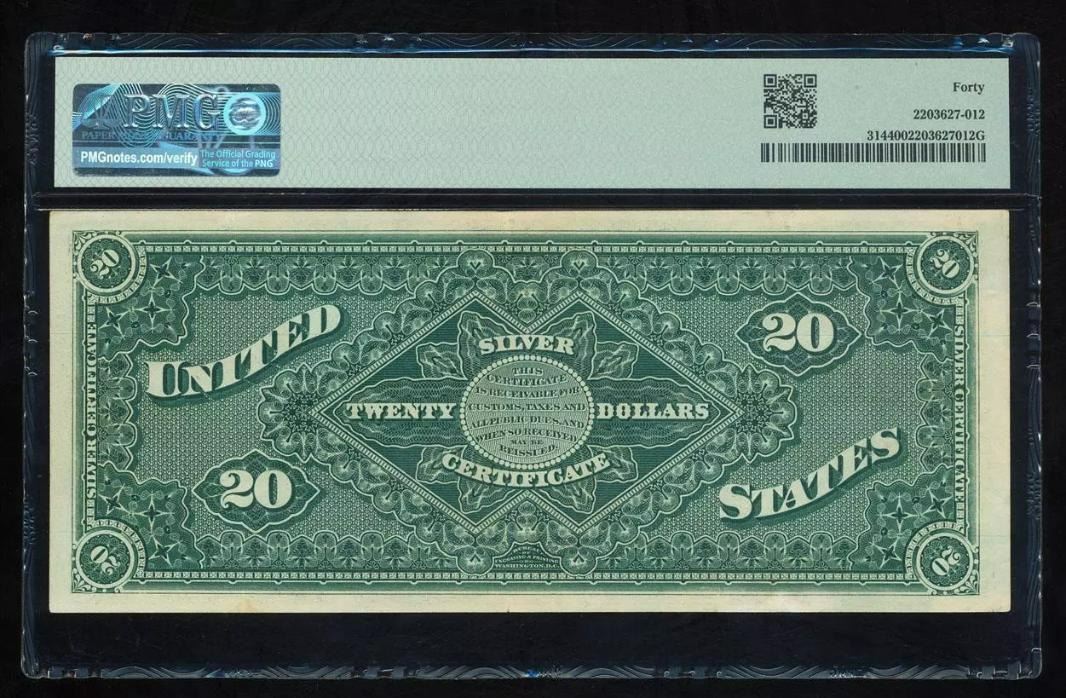 PMG
PMGnotes.com/verify
The Official Grading
Service of the PNG
Forty
2203627-012
3144002203627012G
20
20
UNITED
20
SILVER
THIS
CERTIFICATE
IS RECEIVABLE FOR
CUSTOMS, TAXES AND
ALL PUBLIC DUES, AND
WHEN SO RECEIVED
MAY BE
REISSUED.
TWENTY
DOLLARS
CERTIFICATE
20
STATES
SILVER CERTIFICATE
SILVER CERTIFICATE
20
20
WASHINGTON, D.C.